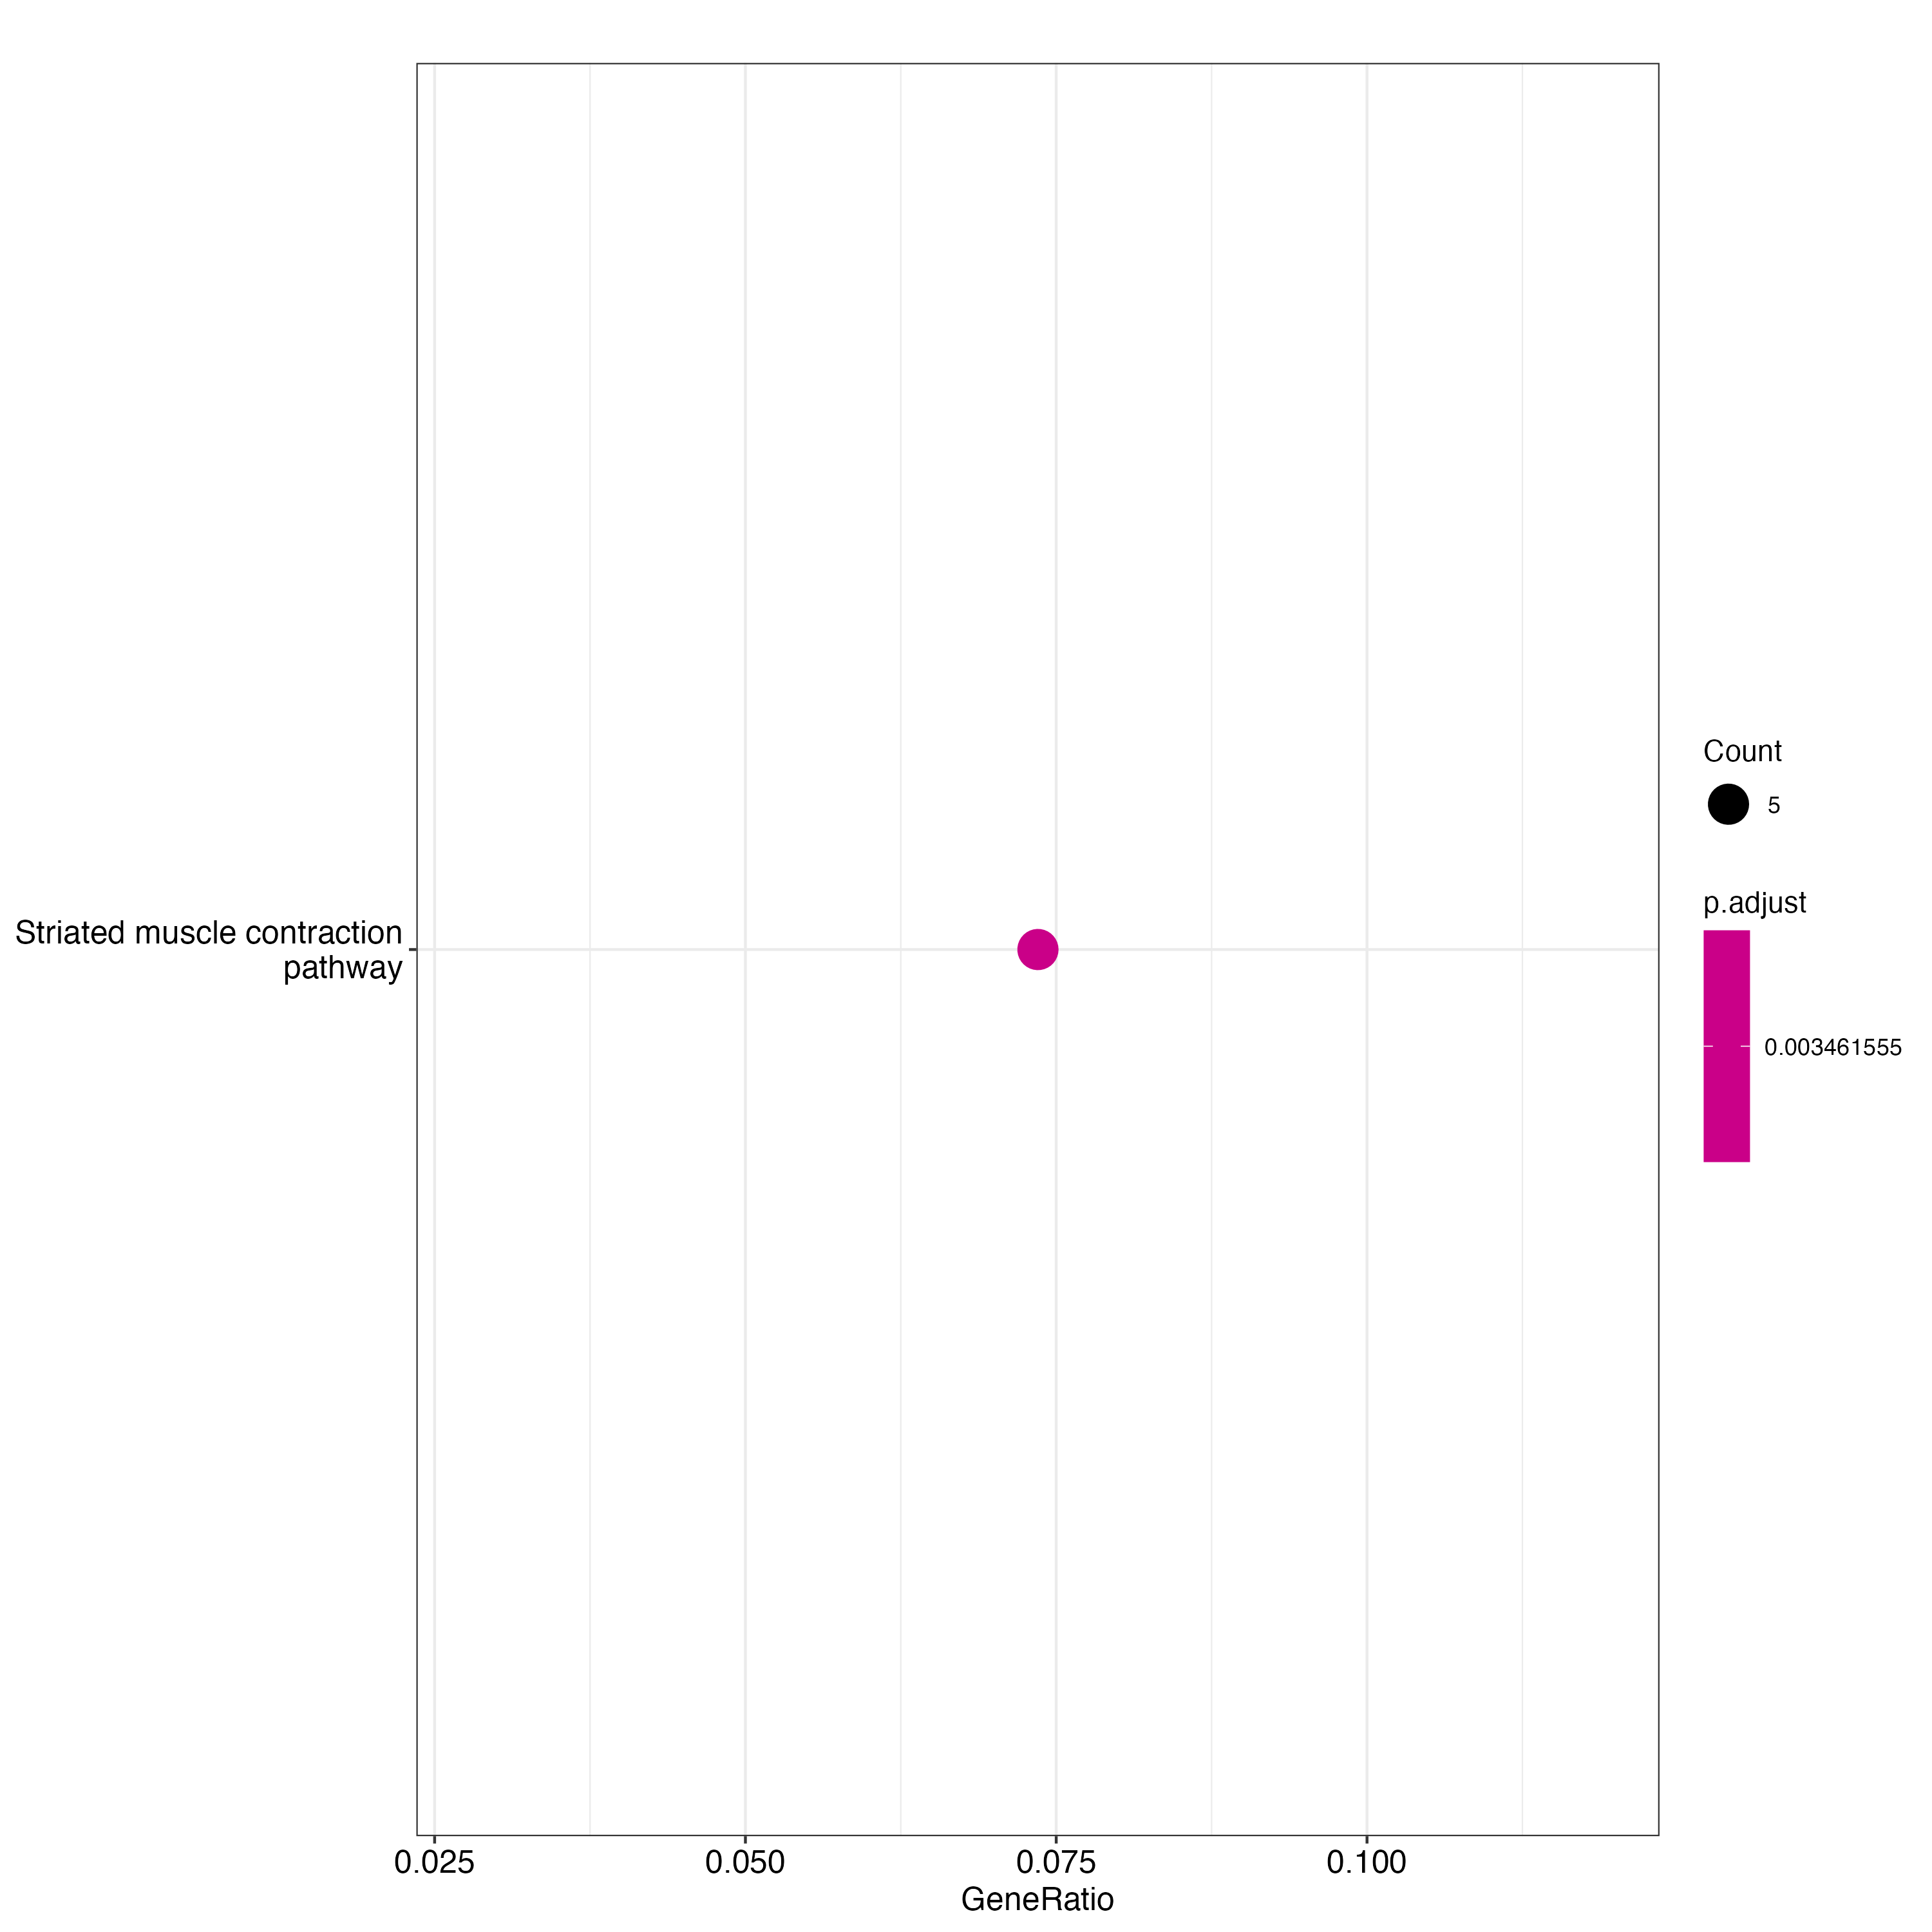 Striated muscle contraction
pathway
0.025
0.050
0.075
0.100
GeneRatio
Count
5
p.adjust
0.003461555